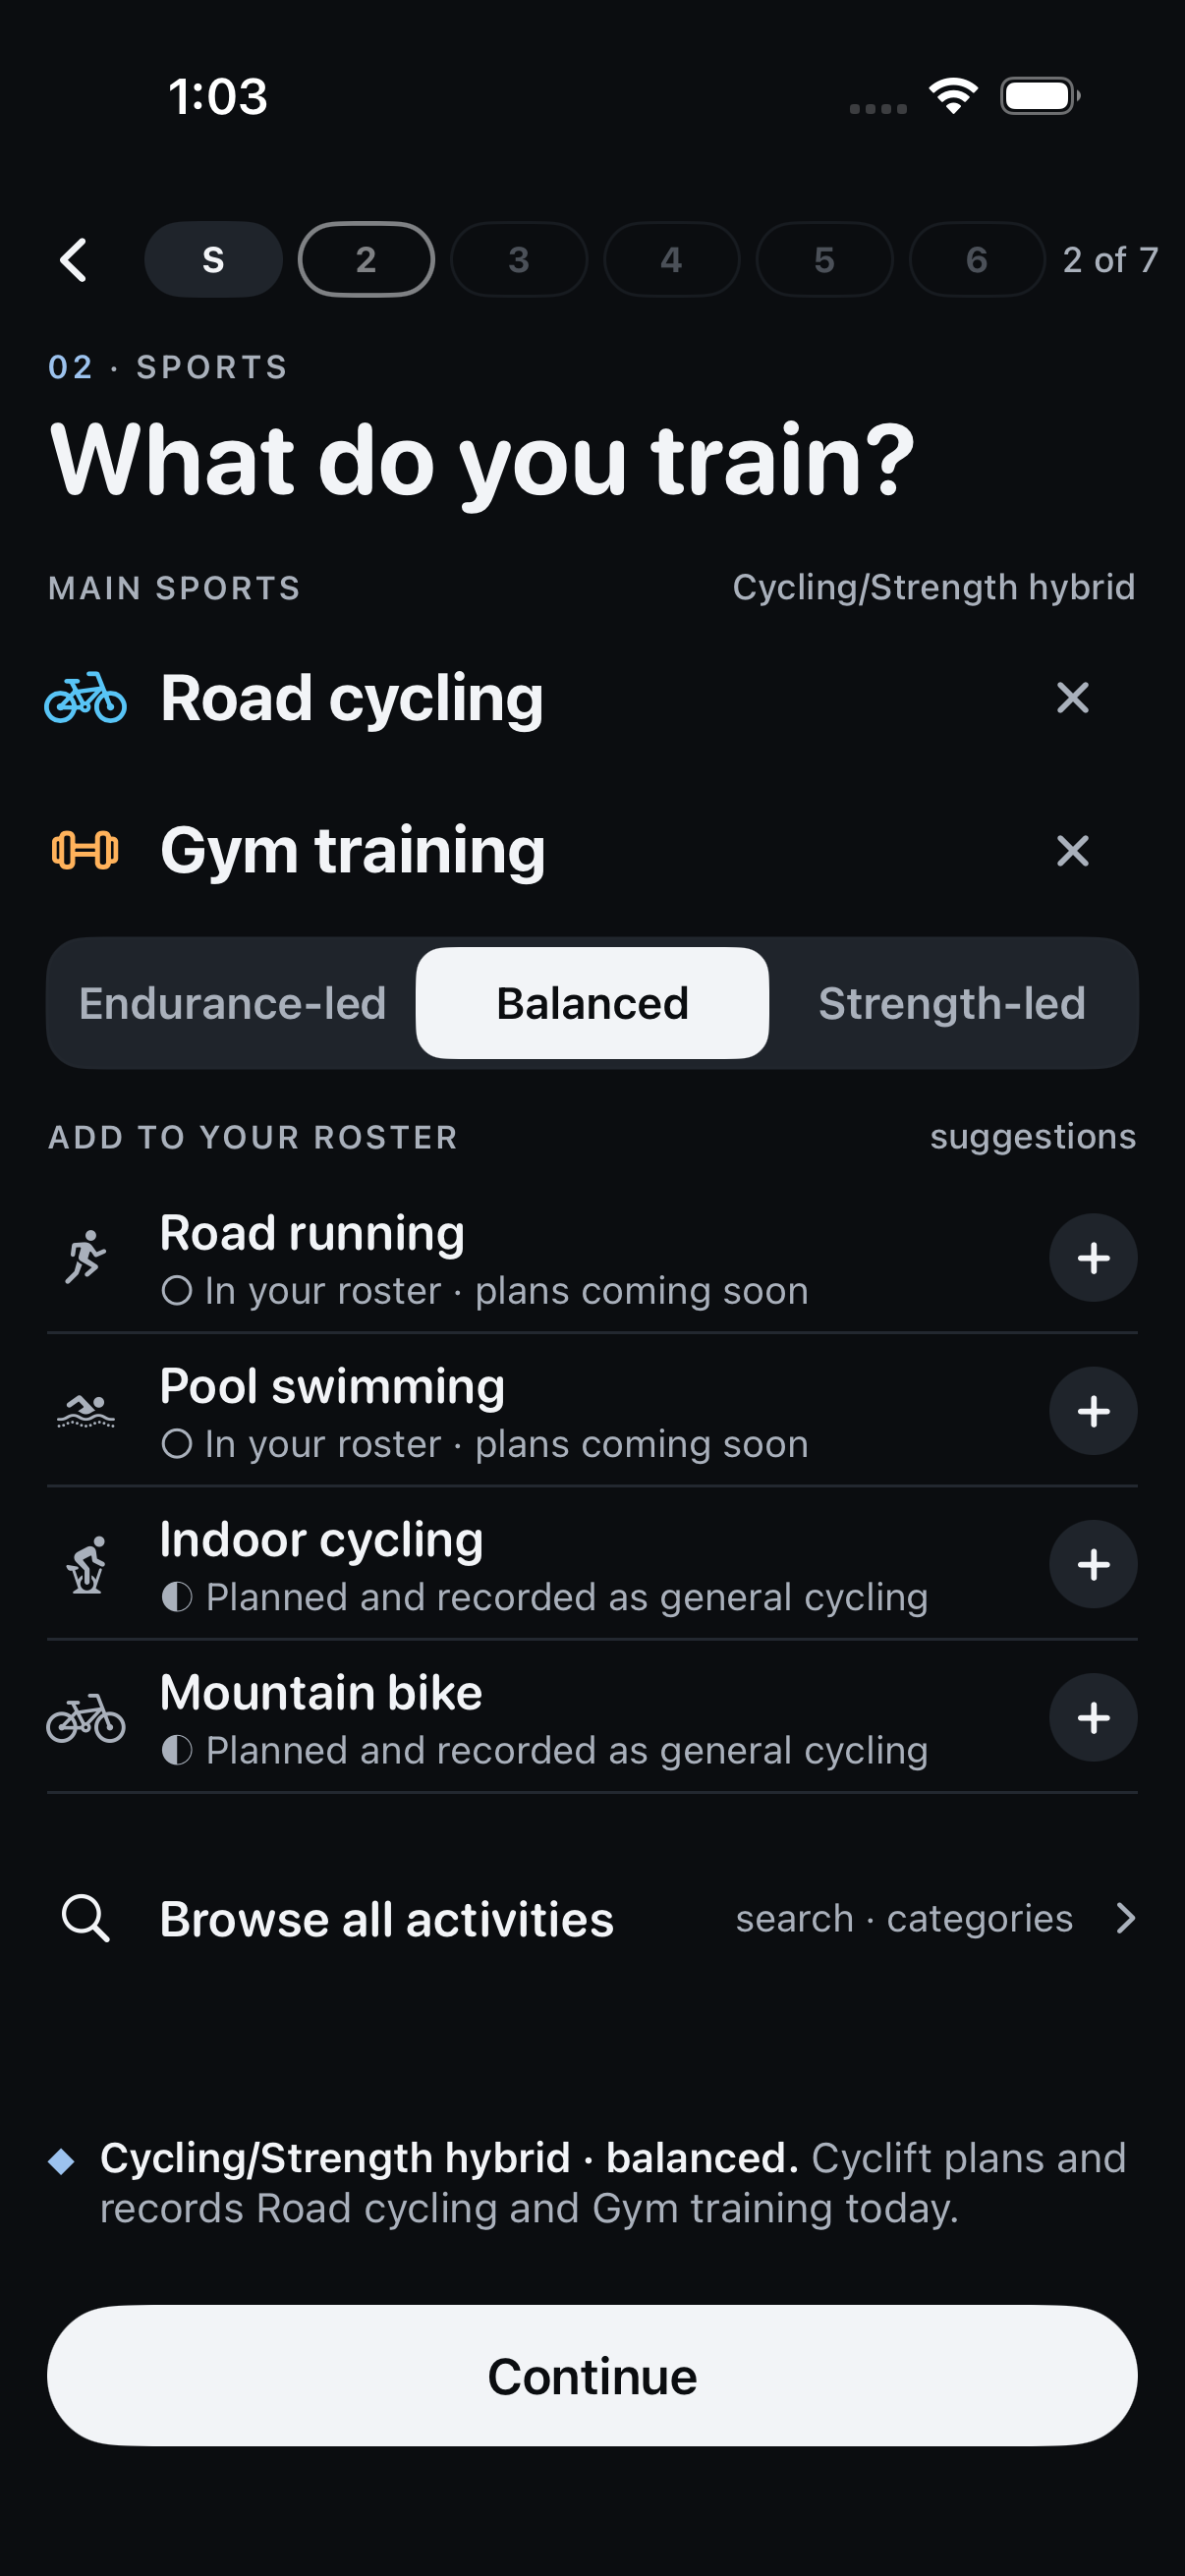 1:03
S 2 3 4 5 6 2 of 7
02 · SPORTS
What do you train?
MAIN SPORTS Cycling/Strength hybrid
Road cycling
Gym training
Endurance-led Balanced Strength-led
ADD TO YOUR ROSTER suggestions
Road running
In your roster · plans coming soon
Pool swimming
In your roster · plans coming soon
Indoor cycling
Planned and recorded as general cycling
Mountain bike
Planned and recorded as general cycling
Browse all activities search · categories
Cycling/Strength hybrid · balanced. Cyclift plans and
records Road cycling and Gym training today.
Continue